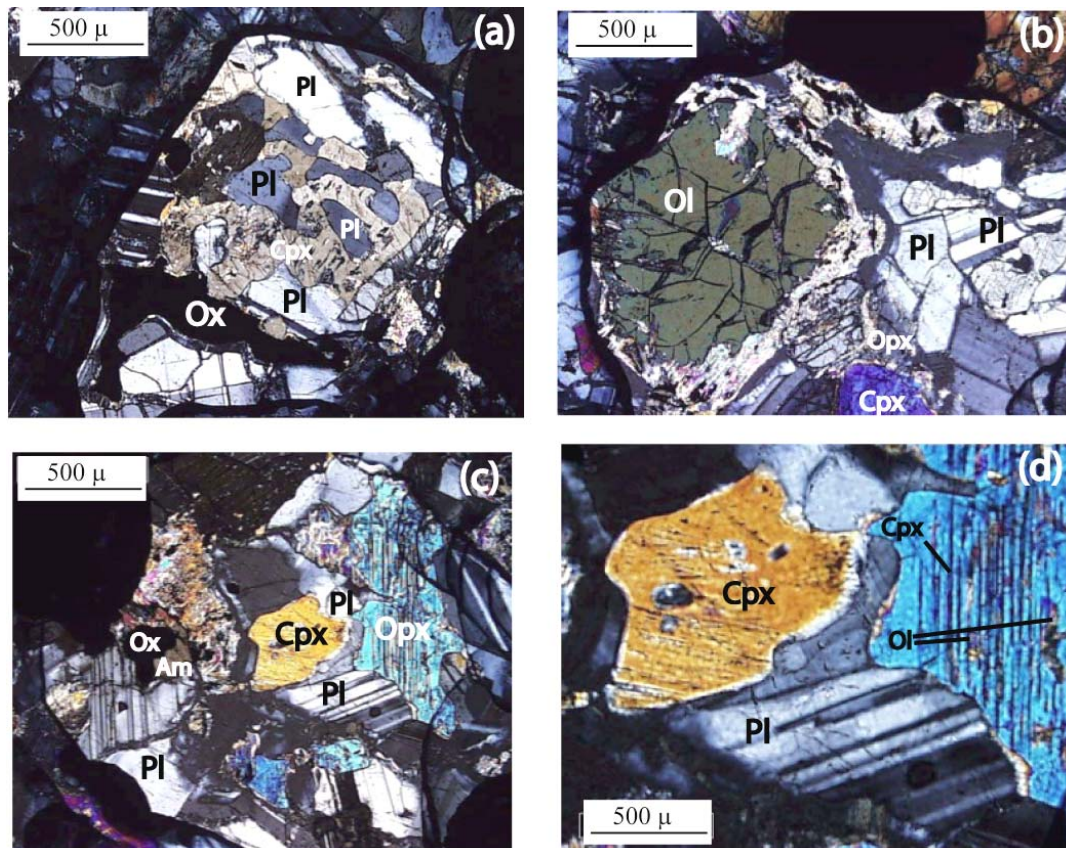 500 μ
(a)
Pl
Pl
Pl
Cpx
Pl
Ox
500 μ
(b)
Ol
Pl
Pl
Opx
Cpx
500 μ
(c)
Pl
Cpx
Opx
Ox
Am
Pl
Pl
(d)
Cpx
Cpx
Ol
Pl
500 μ